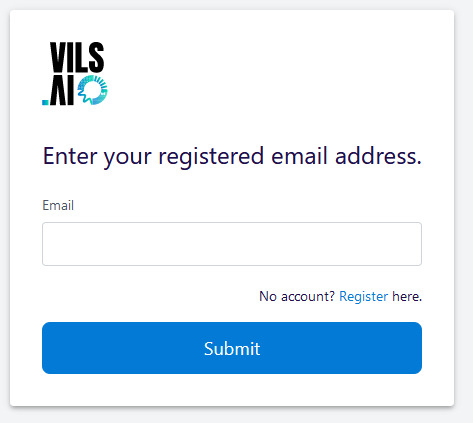 VILS
.AI
Enter your registered email address.
Email
No account? Register here.
Submit